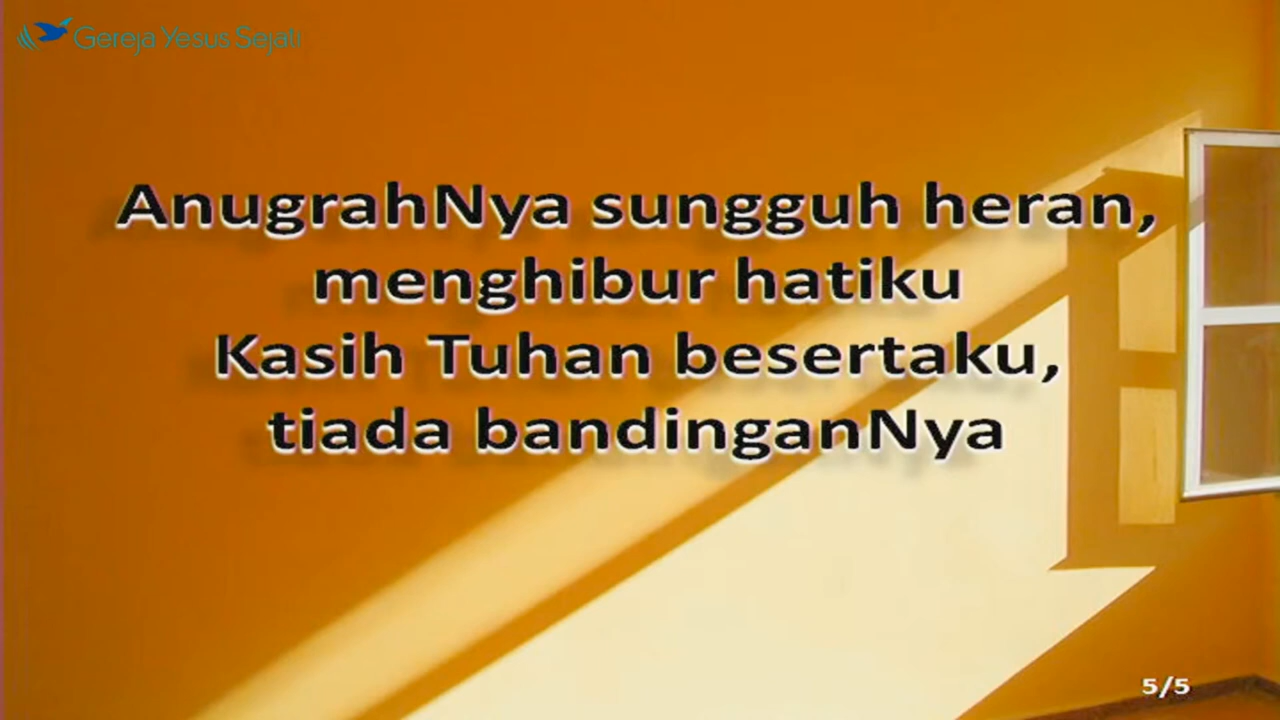 Gereja Yesus Sejati
AnugrahNya sungguh heran,
menghibur hatiku
Kasih Tuhan besertaku,
tiada bandinganNya
5/5